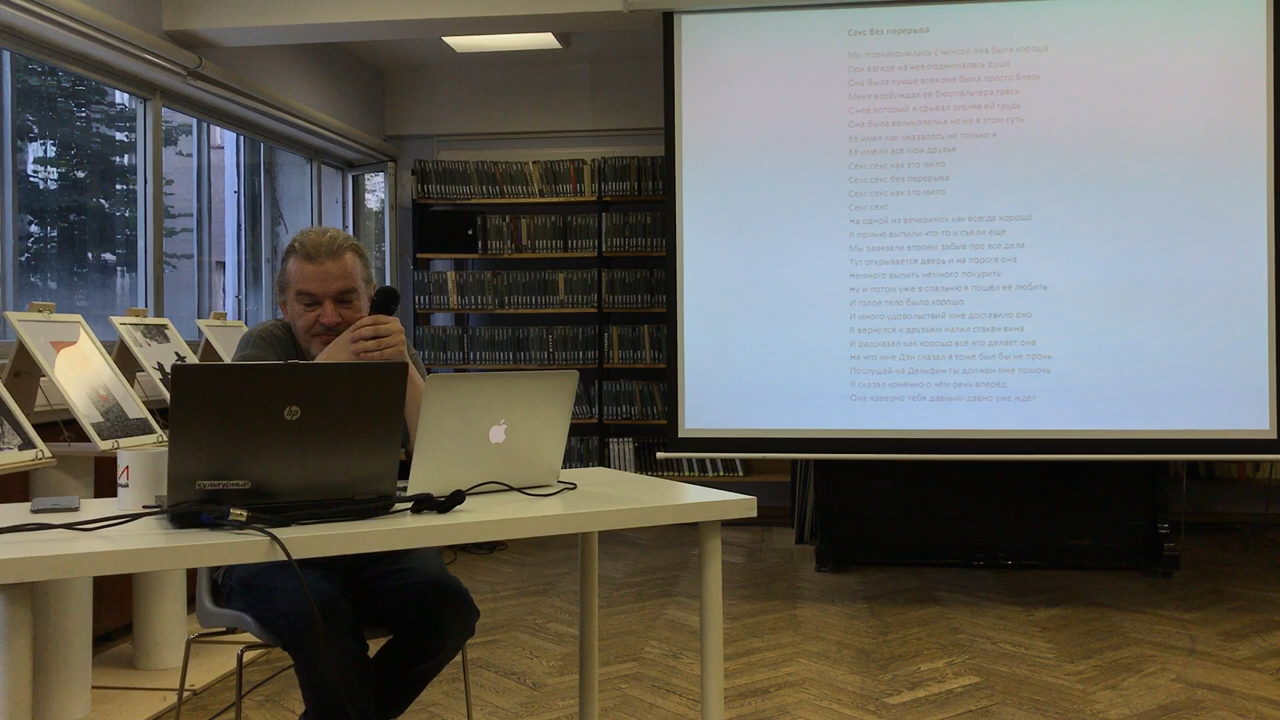 Секс без перерыва
Мы познакомились с чиксой она была хороша
При взгляде на неё поднималась душа
Она была лучше всех она была просто блеск
Меня возбуждал её бюстгальтера треск
С неё который я срывал оголяя ей грудь
Она была великолепна но не в этом суть
Её имел как оказалось не только я
Её имели все мои друзья
Секс секс как это мило
Секс секс без перерыва
Секс секс как это мило
Секс секс
На одной из вечеринок как всегда хорошо
Я помню выпили что-то и съели ещё
Мы зависали втроём забыв про все дела
Тут открывается дверь и на пороге она
Немного выпить немного покурить
Ну и потом уже в спальню я пошёл её любить
И голое тело было хорошо
И много удовольствий мне доставило оно
Я вернулся к друзьям налил стакан вина
И рассказал как хорошо всё это делает она
На что мне Дэн сказал я тоже был бы не прочь
Послушай-ка Дельфин ты должен мне помочь
Я сказал конечно о чём речь вперёд
Она наверно тебя давным-давно уже ждёт
hp
культурный